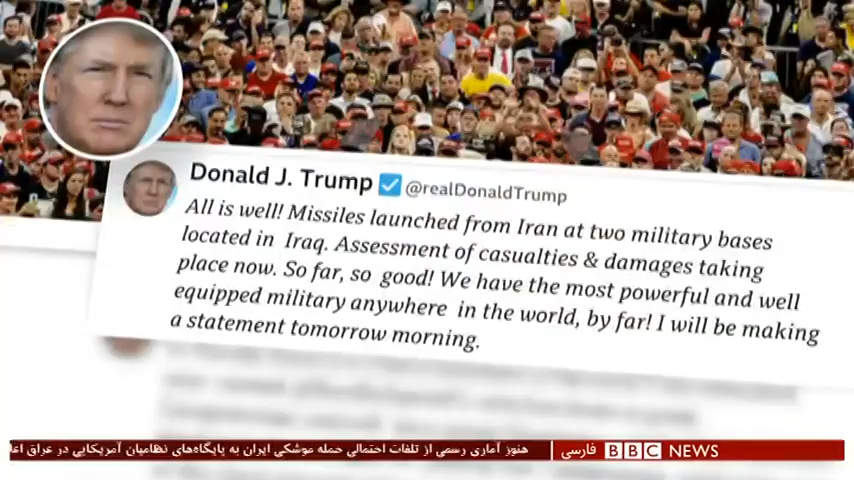 Donald J. Trump @realDonaldTrump
All is well! Missiles launched from Iran at two military bases
located in Iraq. Assessment of casualties & damages taking
place now. So far, so good! We have the most powerful and well
equipped military anywhere in the world, by far! I will be making
a statement tomorrow morning.
هنوز آماری رسمی از تلفات احتمالی حمله موشکی ایران به پایگاه‌های نظامیان آمریکایی در عراق اعلا
BBC NEWS فارسی